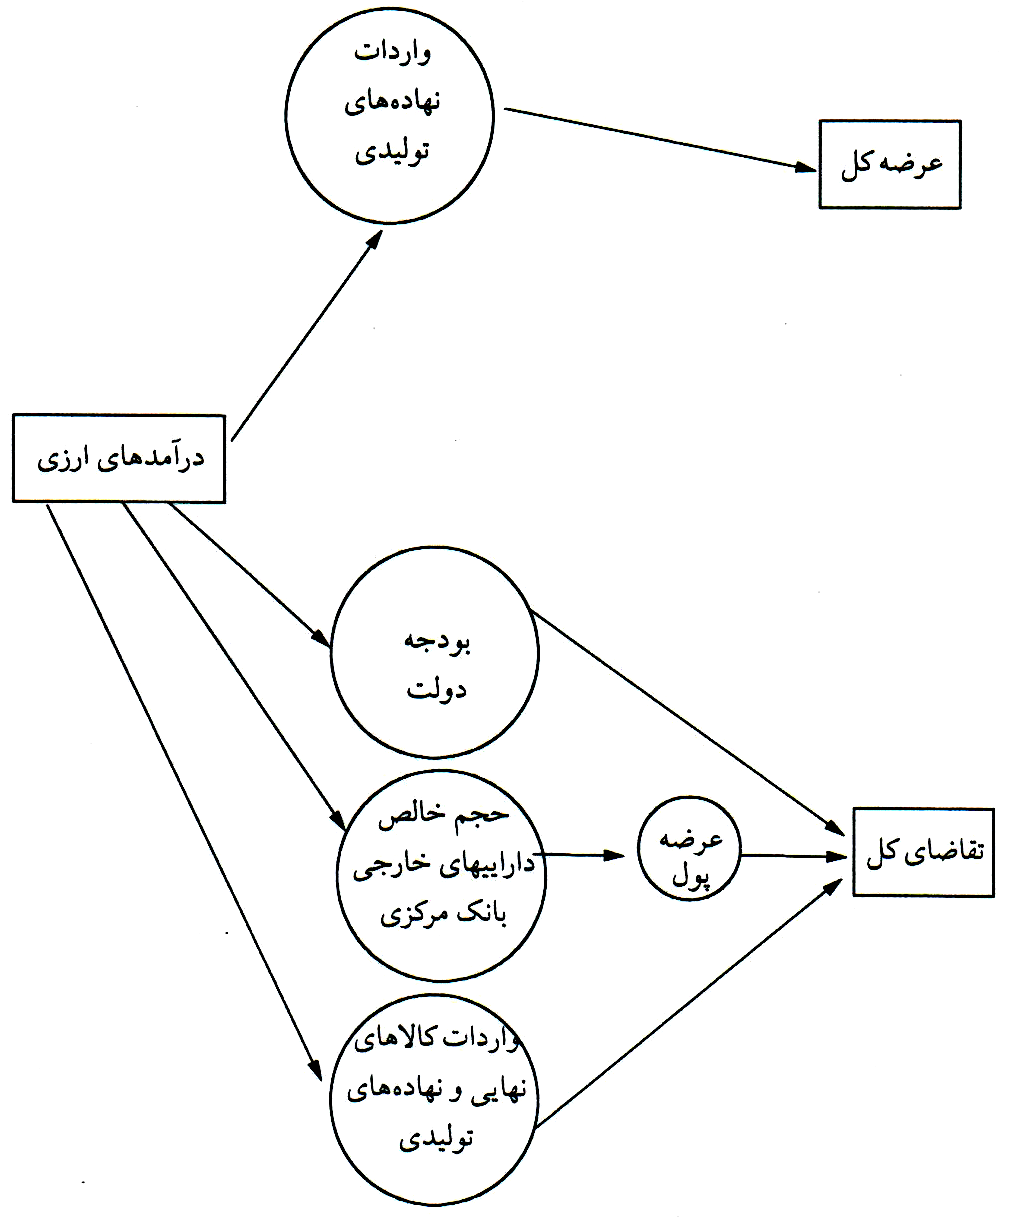 واردات
نهاده‌های
تولیدی
عرضه کل
درآمدهای ارزی
بودجه
دولت
حجم خالص
داراییهای خارجی
بانک مرکزی
عرضه
پول
تقاضای کل
واردات کالاهای
نهایی و نهاده‌های
تولیدی